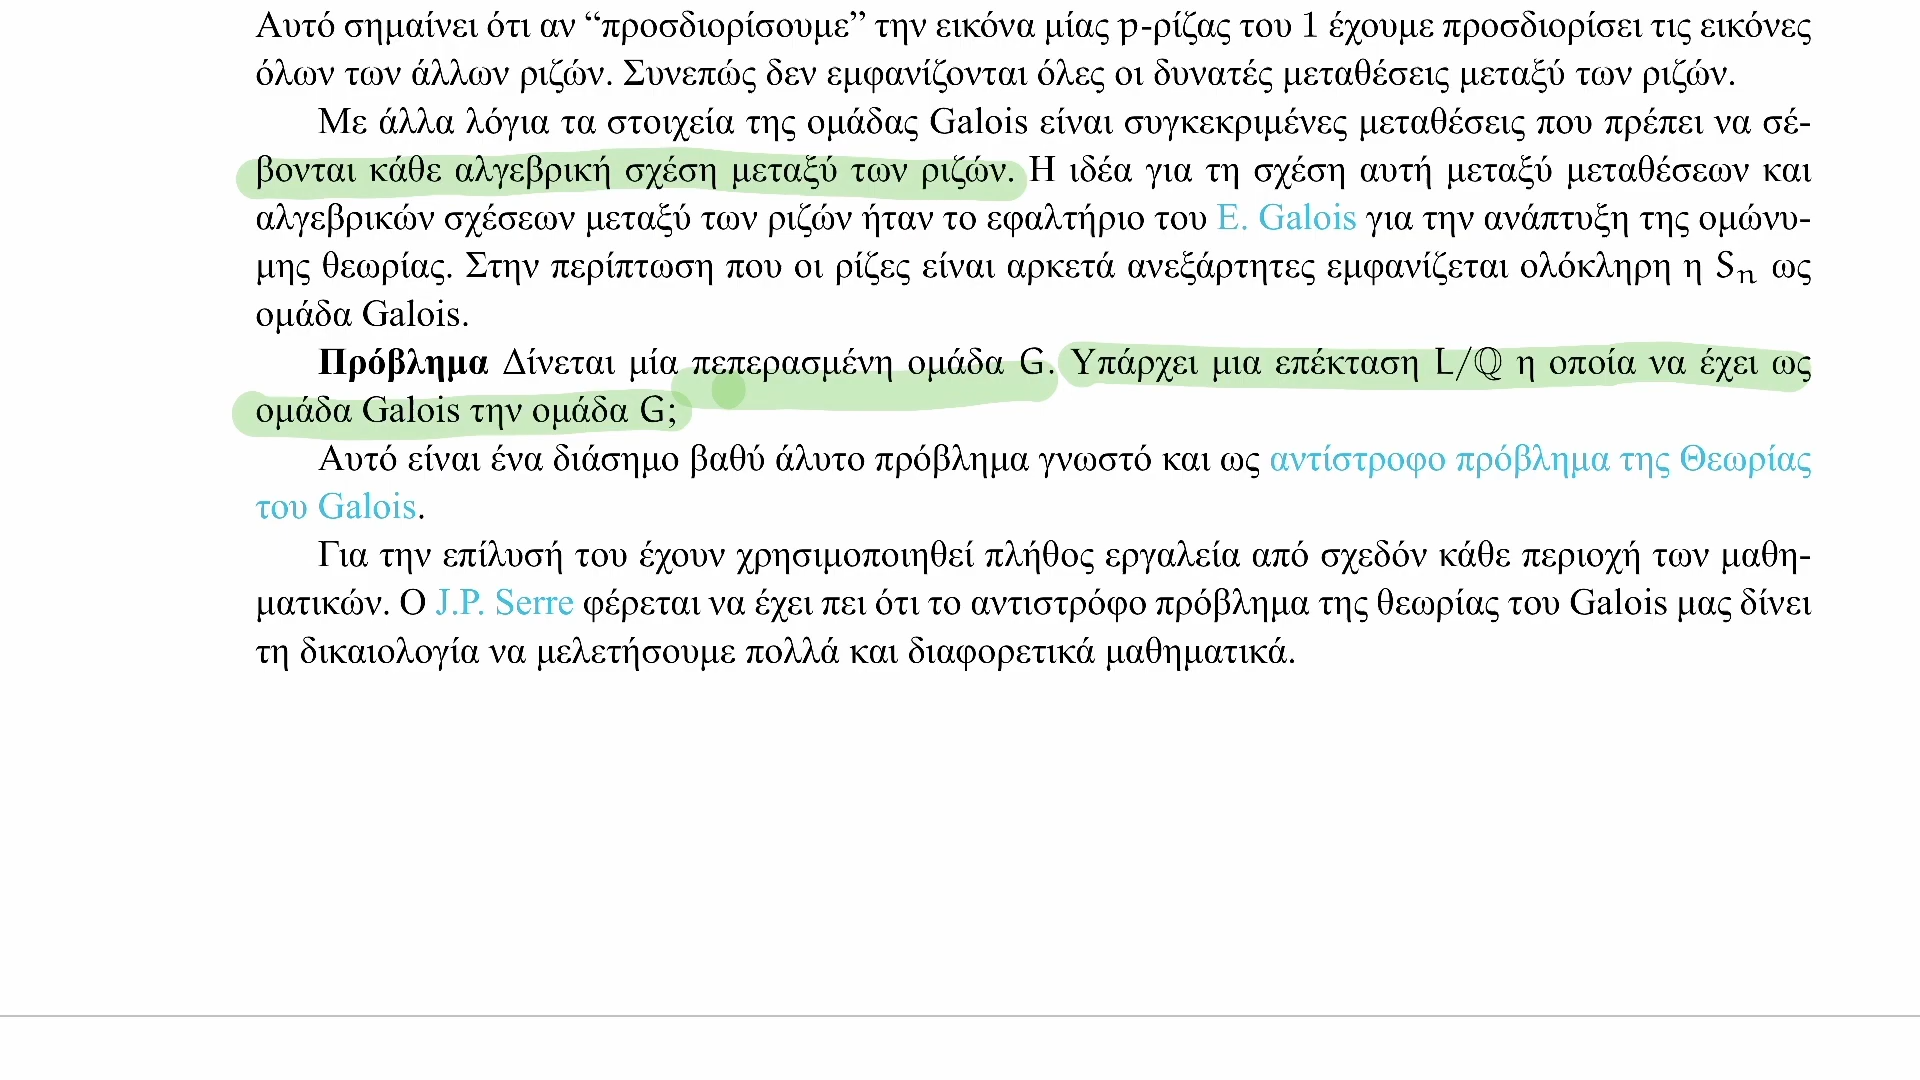 Αυτό σημαίνει ότι αν “προσδιορίσουμε” την εικόνα μίας p-ρίζας του 1 έχουμε προσδιορίσει τις εικόνες
όλων των άλλων ριζών. Συνεπώς δεν εμφανίζονται όλες οι δυνατές μεταθέσεις μεταξύ των ριζών.
Με άλλα λόγια τα στοιχεία της ομάδας Galois είναι συγκεκριμένες μεταθέσεις που πρέπει να σέ-
βονται κάθε αλγεβρική σχέση μεταξύ των ριζών. Η ιδέα για τη σχέση αυτή μεταξύ μεταθέσεων και
αλγεβρικών σχέσεων μεταξύ των ριζών ήταν το εφαλτήριο του E. Galois για την ανάπτυξη της ομώνυ-
μης θεωρίας. Στην περίπτωση που οι ρίζες είναι αρκετά ανεξάρτητες εμφανίζεται ολόκληρη η Sₙ ως
ομάδα Galois.
Πρόβλημα Δίνεται μία πεπερασμένη ομάδα G. Υπάρχει μια επέκταση L/ℚ η οποία να έχει ως
ομάδα Galois την ομάδα G;
Αυτό είναι ένα διάσημο βαθύ άλυτο πρόβλημα γνωστό και ως αντίστροφο πρόβλημα της Θεωρίας
του Galois.
Για την επίλυσή του έχουν χρησιμοποιηθεί πλήθος εργαλεία από σχεδόν κάθε περιοχή των μαθη-
ματικών. Ο J.P. Serre φέρεται να έχει πει ότι το αντιστρόφο πρόβλημα της θεωρίας του Galois μας δίνει
τη δικαιολογία να μελετήσουμε πολλά και διαφορετικά μαθηματικά.